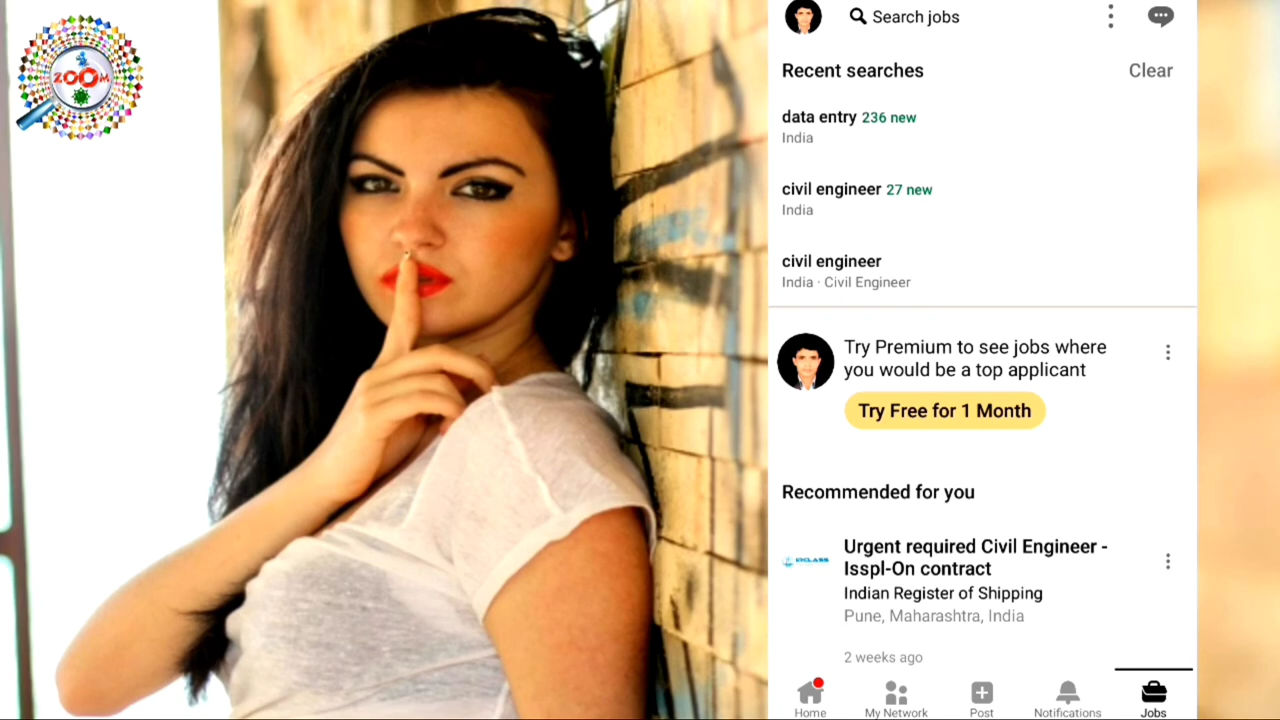 ZOOM
Search jobs
Recent searches
Clear
data entry 236 new
India
civil engineer 27 new
India
civil engineer
India · Civil Engineer
Try Premium to see jobs where
you would be a top applicant
Try Free for 1 Month
Recommended for you
Urgent required Civil Engineer -
Isspl-On contract
IRCLASS
Indian Register of Shipping
Pune, Maharashtra, India
2 weeks ago
Home
My Network
Post
Notifications
Jobs